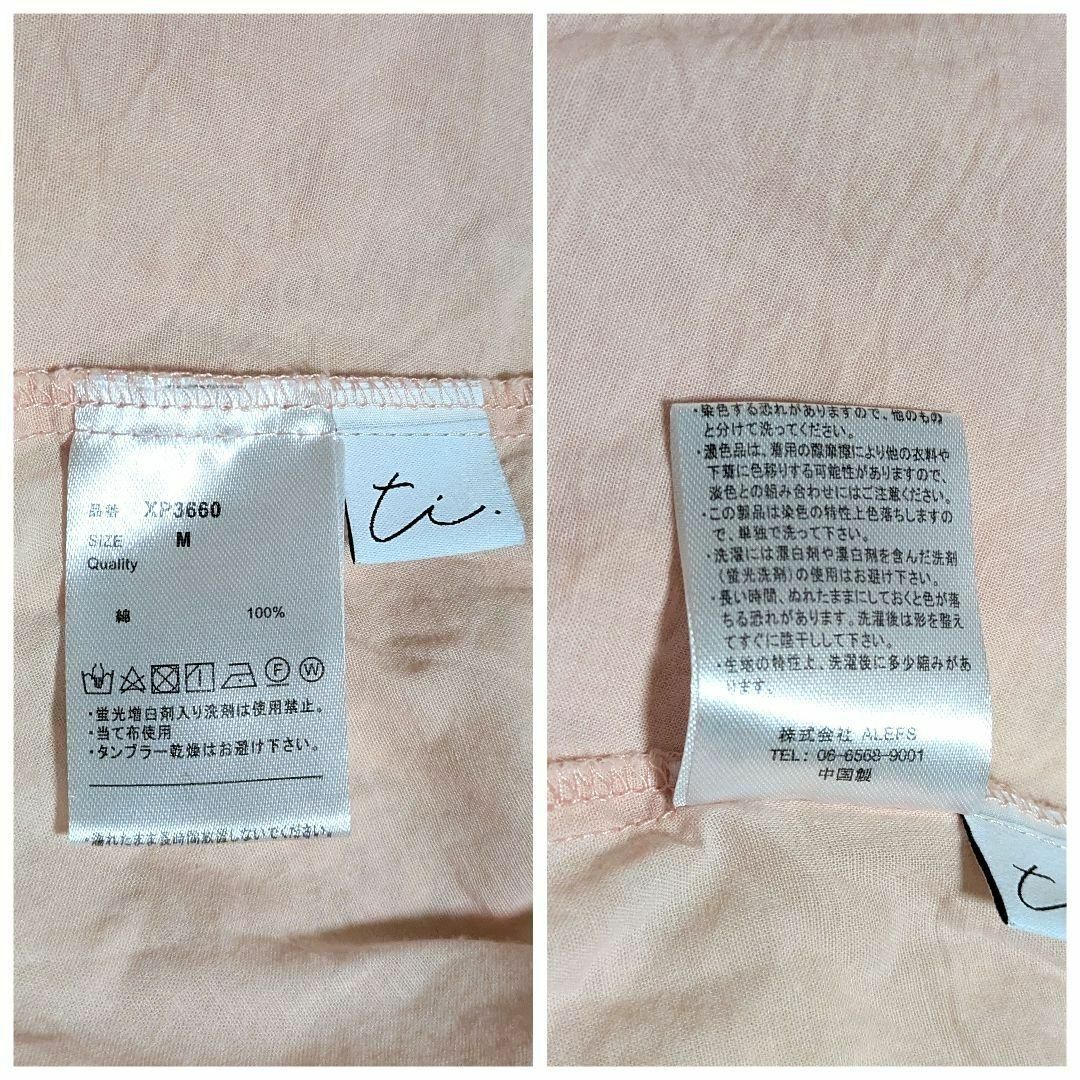 品番 XP3660
SIZE M
Quality
綿 100%
F W
・蛍光増白剤入り洗剤は使用禁止。
・当て布使用
・タンブラー乾燥はお避け下さい。
・濡れたまま長時間放置しないでください。
ti.
・染色する恐れがありますので、他のもの
と分けて洗ってください。
・濃色品は、着用の際摩擦により他の衣料や
下着に色移りする可能性がありますので、
淡色との組み合わせにはご注意ください。
・この製品は染色の特性上色落ちしますの
で、単独で洗って下さい。
・洗濯には漂白剤や漂白剤を含んだ洗剤
(蛍光洗剤)の使用はお避け下さい。
・長い時間、ぬれたままにしておくと色が落
ちる恐れがあります。洗濯後は形を整え
てすぐに陰干しして下さい。
・生地の特性上、洗濯後に多少縮みがあ
ります。
株式会社 ALEFS
TEL: 06-6568-9001
中国製
t